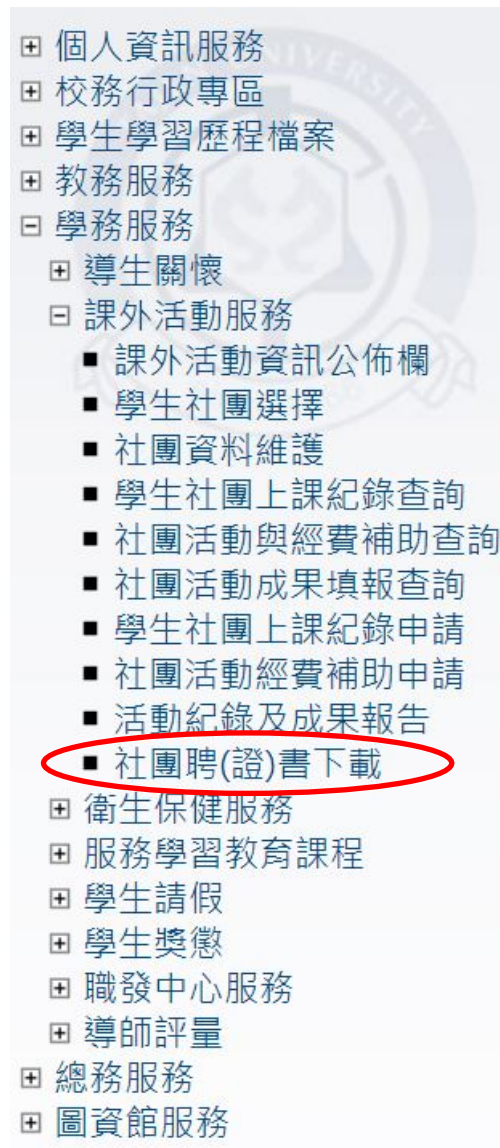 個人資訊服務
校務行政專區
學生學習歷程檔案
教務服務
學務服務
導生關懷
課外活動服務
課外活動資訊公佈欄
學生社團選擇
社團資料維護
學生社團上課紀錄查詢
社團活動與經費補助查詢
社團活動成果填報查詢
學生社團上課紀錄申請
社團活動經費補助申請
活動紀錄及成果報告
社團聘(證)書下載
衛生保健服務
服務學習教育課程
學生請假
學生獎懲
職發中心服務
導師評量
總務服務
圖資館服務